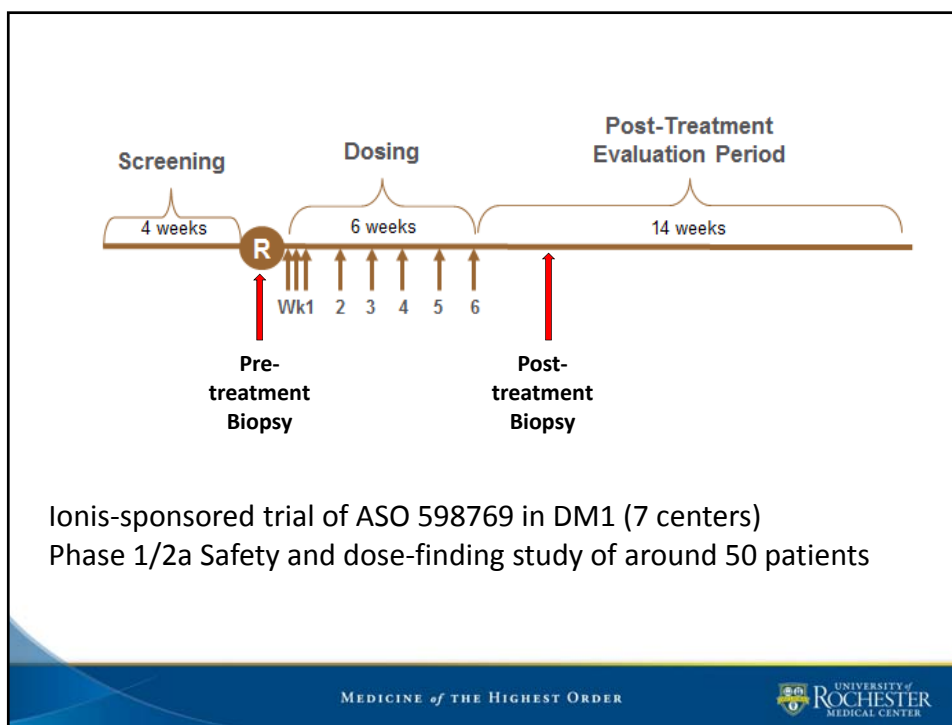 Screening
Dosing
Post-Treatment
Evaluation Period
4 weeks
6 weeks
14 weeks
R
Wk1 2 3 4 5 6
Pre-
treatment
Biopsy
Post-
treatment
Biopsy
Ionis-sponsored trial of ASO 598769 in DM1 (7 centers)
Phase 1/2a Safety and dose-finding study of around 50 patients
MEDICINE of THE HIGHEST ORDER
UNIVERSITY of
ROCHESTER
MEDICAL CENTER